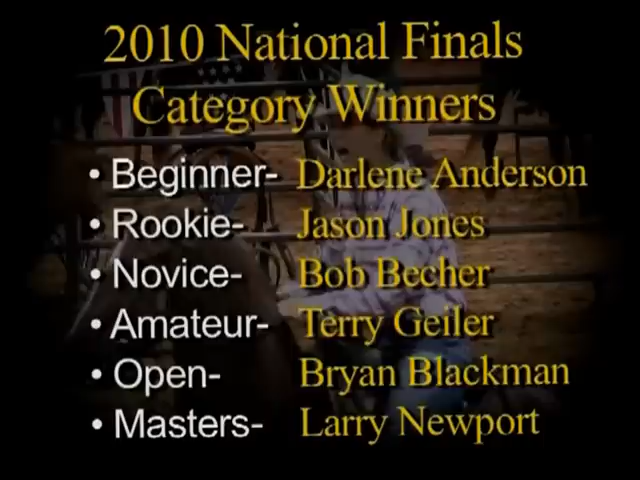 2010 National Finals
Category Winners
• Beginner- Darlene Anderson
• Rookie- Jason Jones
• Novice- Bob Becher
• Amateur- Terry Geiler
• Open- Bryan Blackman
• Masters- Larry Newport